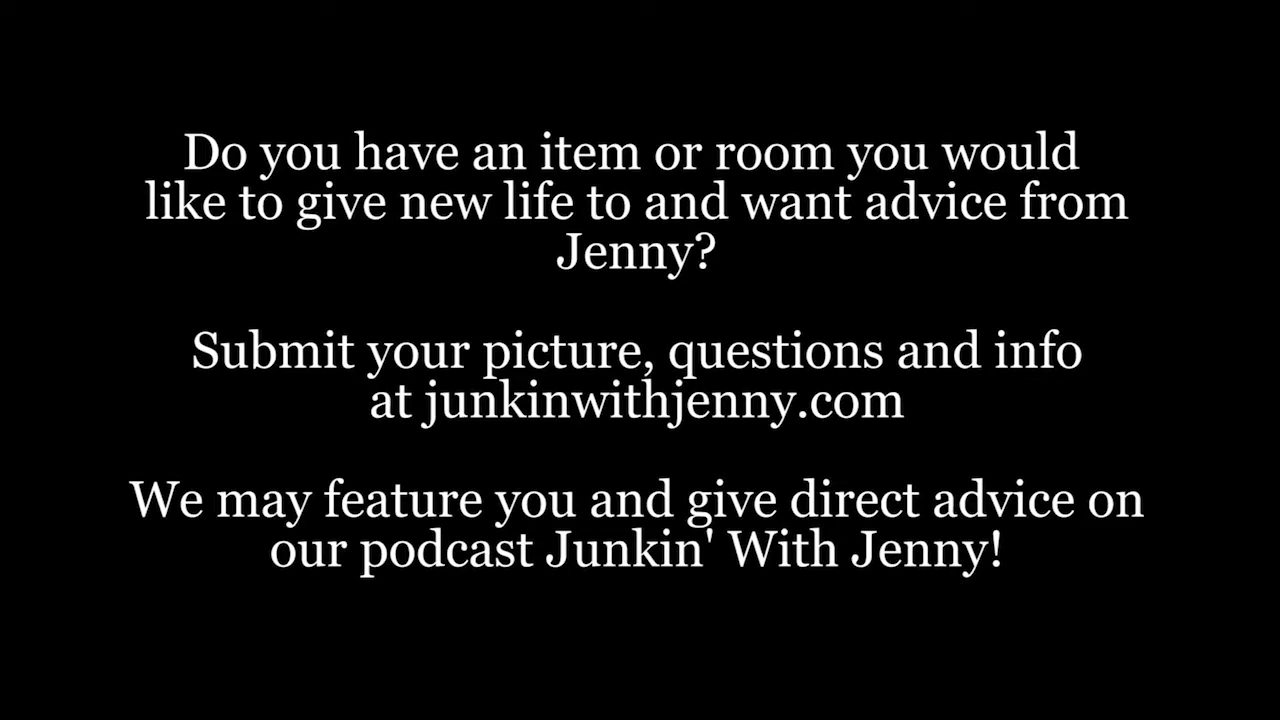 Do you have an item or room you would
like to give new life to and want advice from
Jenny?
Submit your picture, questions and info
at junkinwithjenny.com
We may feature you and give direct advice on
our podcast Junkin' With Jenny!